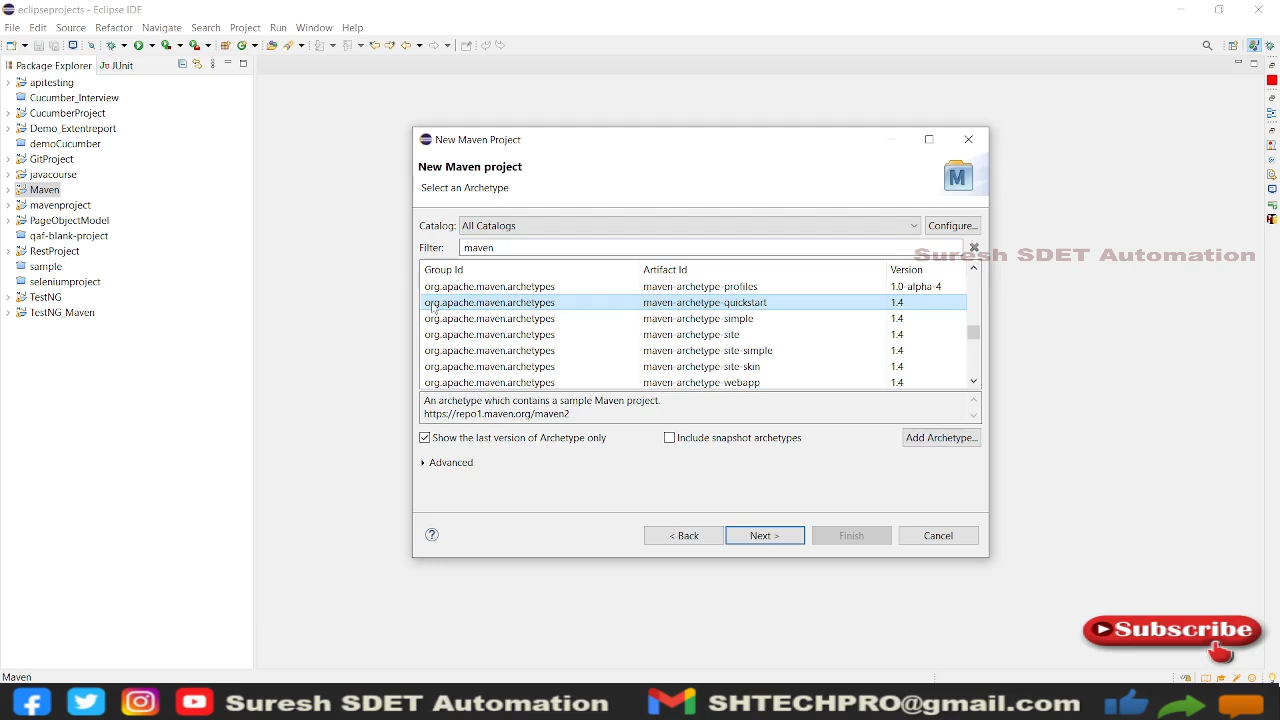 eclipseprojects - Eclipse IDE
File Edit Source Refactor Navigate Search Project Run Window Help
Package Explorer JUnit
apitesting
Cucumber_Interview
CucumberProject
Demo_Extentreport
demoCucumber
GitProject
javacourse
Maven
mavenproject
PageObjectModel
qaf-blank-project
RestProject
sample
seleniumproject
TestNG
TestNG_Maven
New Maven Project
New Maven project
Select an Archetype
M
Catalog: All Catalogs Configure...
Filter: maven
Suresh SDET Automation
Group Id Artifact Id Version
org.apache.maven.archetypes maven-archetype-profiles 1.0-alpha-4
org.apache.maven.archetypes maven-archetype-quickstart 1.4
org.apache.maven.archetypes maven-archetype-simple 1.4
org.apache.maven.archetypes maven-archetype-site 1.4
org.apache.maven.archetypes maven-archetype-site-simple 1.4
org.apache.maven.archetypes maven-archetype-site-skin 1.4
org.apache.maven.archetypes maven-archetype-webapp 1.4
An archetype which contains a sample Maven project.
https://repo1.maven.org/maven2
Show the last version of Archetype only Include snapshot archetypes Add Archetype...
Advanced
? < Back Next > Finish Cancel
Subscribe
Maven
Suresh SDET Automation SHTECHPRO@gmail.com